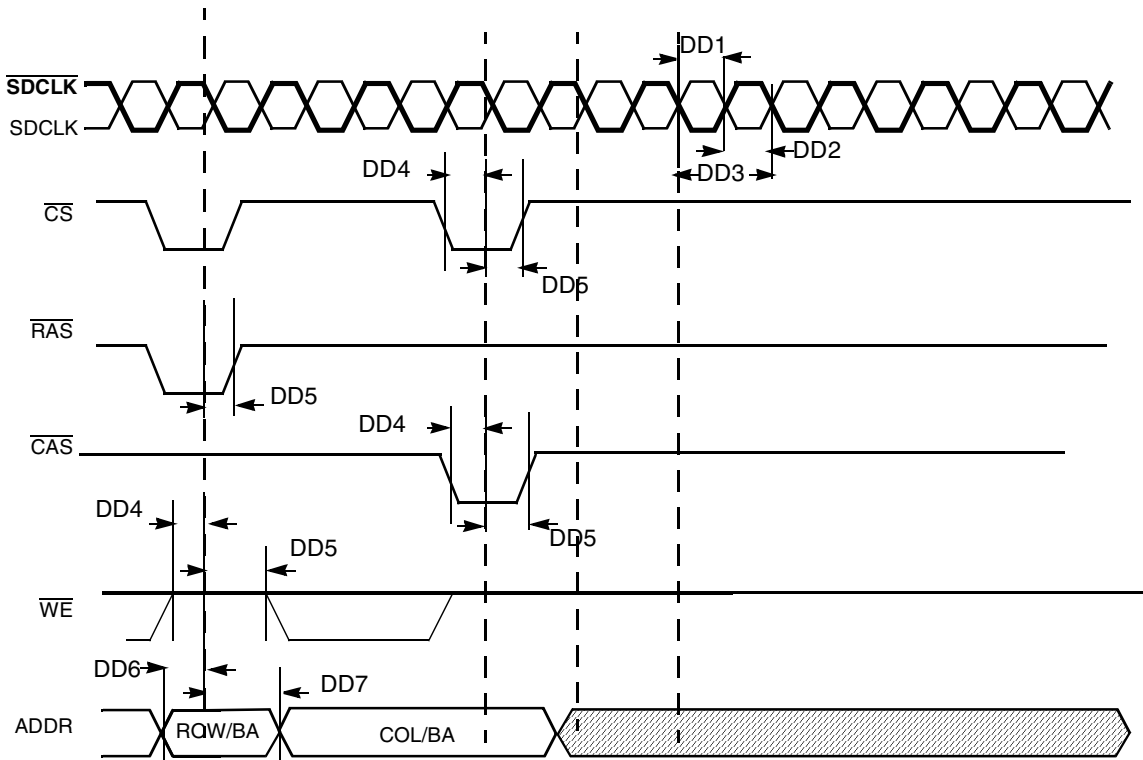 DD1
SDCLK
SDCLK
DD2
DD4
DD3
CS
DD5
RAS
DD5
DD4
CAS
DD4
DD5
DD5
WE
DD6
DD7
ADDR
ROW/BA
COL/BA